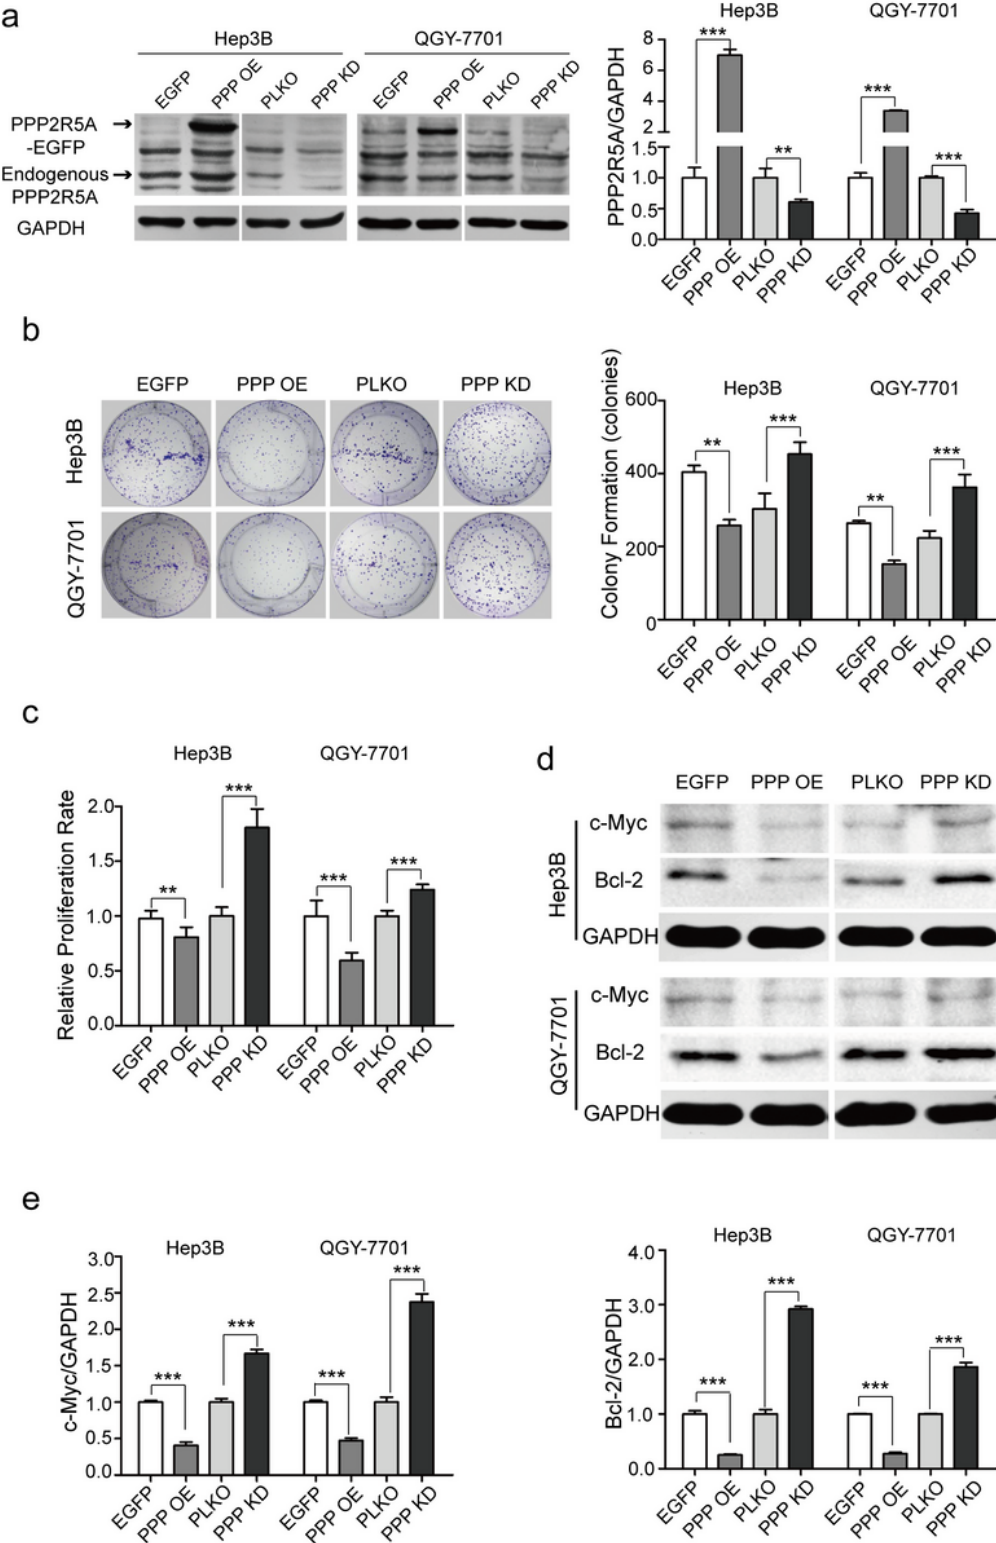 a
Hep3B
QGY-7701
EGFP
PPP OE
PLKO
PPP KD
EGFP
PPP OE
PLKO
PPP KD
PPP2R5A
-EGFP
Endogenous
PPP2R5A
GAPDH
Hep3B
QGY-7701
PPP2R5A/GAPDH
8
6
4
2
1.5
1.0
0.5
0.0
***
**
***
***
EGFP
PPP OE
PLKO
PPP KD
EGFP
PPP OE
PLKO
PPP KD
b
EGFP
PPP OE
PLKO
PPP KD
Hep3B
QGY-7701
Hep3B
QGY-7701
Colony Formation (colonies)
600
400
200
0
**
***
**
***
EGFP
PPP OE
PLKO
PPP KD
EGFP
PPP OE
PLKO
PPP KD
c
Hep3B
QGY-7701
Relative Proliferation Rate
2.0
1.5
1.0
0.5
0.0
**
***
***
***
EGFP
PPP OE
PLKO
PPP KD
EGFP
PPP OE
PLKO
PPP KD
d
EGFP
PPP OE
PLKO
PPP KD
Hep3B
c-Myc
Bcl-2
GAPDH
QGY-7701
c-Myc
Bcl-2
GAPDH
e
Hep3B
QGY-7701
c-Myc/GAPDH
3.0
2.5
2.0
1.5
1.0
0.5
0.0
***
***
***
***
EGFP
PPP OE
PLKO
PPP KD
EGFP
PPP OE
PLKO
PPP KD
Hep3B
QGY-7701
Bcl-2/GAPDH
4.0
3.0
2.0
1.0
0.0
***
***
***
***
EGFP
PPP OE
PLKO
PPP KD
EGFP
PPP OE
PLKO
PPP KD